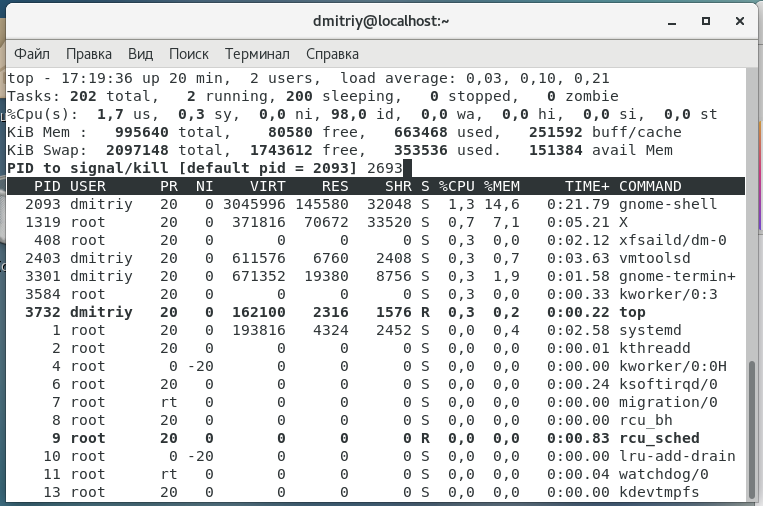 dmitriy@localhost:~
Файл Правка Вид Поиск Терминал Справка
top - 17:19:36 up 20 min,  2 users,  load average: 0,03, 0,10, 0,21
Tasks: 202 total,   2 running, 200 sleeping,   0 stopped,   0 zombie
%Cpu(s):  1,7 us,  0,3 sy,  0,0 ni, 98,0 id,  0,0 wa,  0,0 hi,  0,0 si,  0,0 st
KiB Mem :   995640 total,    80580 free,   663468 used,   251592 buff/cache
KiB Swap:  2097148 total,  1743612 free,   353536 used.   151384 avail Mem
PID to signal/kill [default pid = 2093] 2693
PID USER      PR  NI    VIRT    RES    SHR S %CPU %MEM     TIME+ COMMAND
2093 dmitriy   20   0 3045996 145580  32048 S  1,3 14,6   0:21.79 gnome-shell
1319 root      20   0  371816  70672  33520 S  0,7  7,1   0:05.21 X
408 root      20   0       0      0      0 S  0,3  0,0   0:02.12 xfsaild/dm-0
2403 dmitriy   20   0  611576   6760   2408 S  0,3  0,7   0:03.63 vmtoolsd
3301 dmitriy   20   0  671352  19380   8756 S  0,3  1,9   0:01.58 gnome-termin+
3584 root      20   0       0      0      0 S  0,3  0,0   0:00.33 kworker/0:3
3732 dmitriy   20   0  162100   2316   1576 R  0,3  0,2   0:00.22 top
1 root      20   0  193816   4324   2452 S  0,0  0,4   0:02.58 systemd
2 root      20   0       0      0      0 S  0,0  0,0   0:00.01 kthreadd
4 root       0 -20       0      0      0 S  0,0  0,0   0:00.00 kworker/0:0H
6 root      20   0       0      0      0 S  0,0  0,0   0:00.24 ksoftirqd/0
7 root      rt   0       0      0      0 S  0,0  0,0   0:00.00 migration/0
8 root      20   0       0      0      0 S  0,0  0,0   0:00.00 rcu_bh
9 root      20   0       0      0      0 R  0,0  0,0   0:00.83 rcu_sched
10 root       0 -20       0      0      0 S  0,0  0,0   0:00.00 lru-add-drain
11 root      rt   0       0      0      0 S  0,0  0,0   0:00.04 watchdog/0
13 root      20   0       0      0      0 S  0,0  0,0   0:00.00 kdevtmpfs